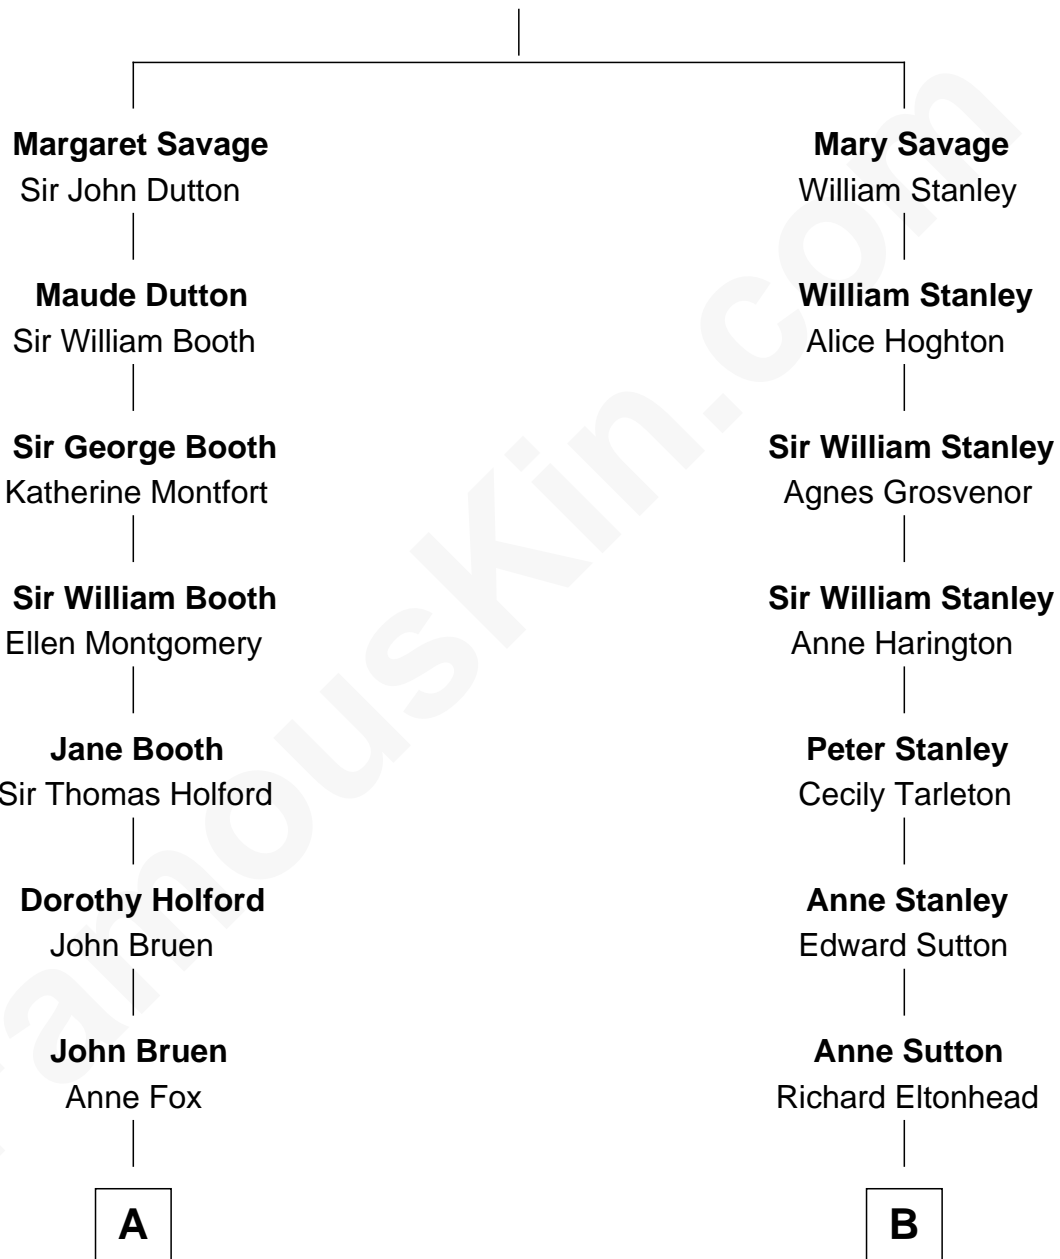 Margaret Savage
Sir John Dutton
Maude Dutton
Sir William Booth
Sir George Booth
Katherine Montfort
Sir William Booth
Ellen Montgomery
Jane Booth
Sir Thomas Holford
Dorothy Holford
John Bruen
John Bruen
Anne Fox
A
Mary Savage
William Stanley
William Stanley
Alice Hoghton
Sir William Stanley
Agnes Grosvenor
Sir William Stanley
Anne Harington
Peter Stanley
Cecily Tarleton
Anne Stanley
Edward Sutton
Anne Sutton
Richard Eltonhead
B
famouskin.com